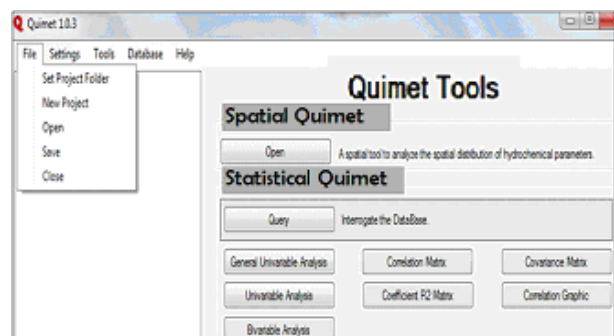 Quimet 1.0.3
File Settings Tools Database Help
Set Project Folder
New Project
Open
Save
Close
Quimet Tools
Spatial Quimet
Open A spatial tool to analyze the spatial distribution of hydrochemical parameters.
Statistical Quimet
Query Interrogate the DataBase.
General Univariable Analysis Correlation Matrix Covariance Matrix
Univariable Analysis Coefficient R2 Matrix Correlation Graphic
Bivariable Analysis